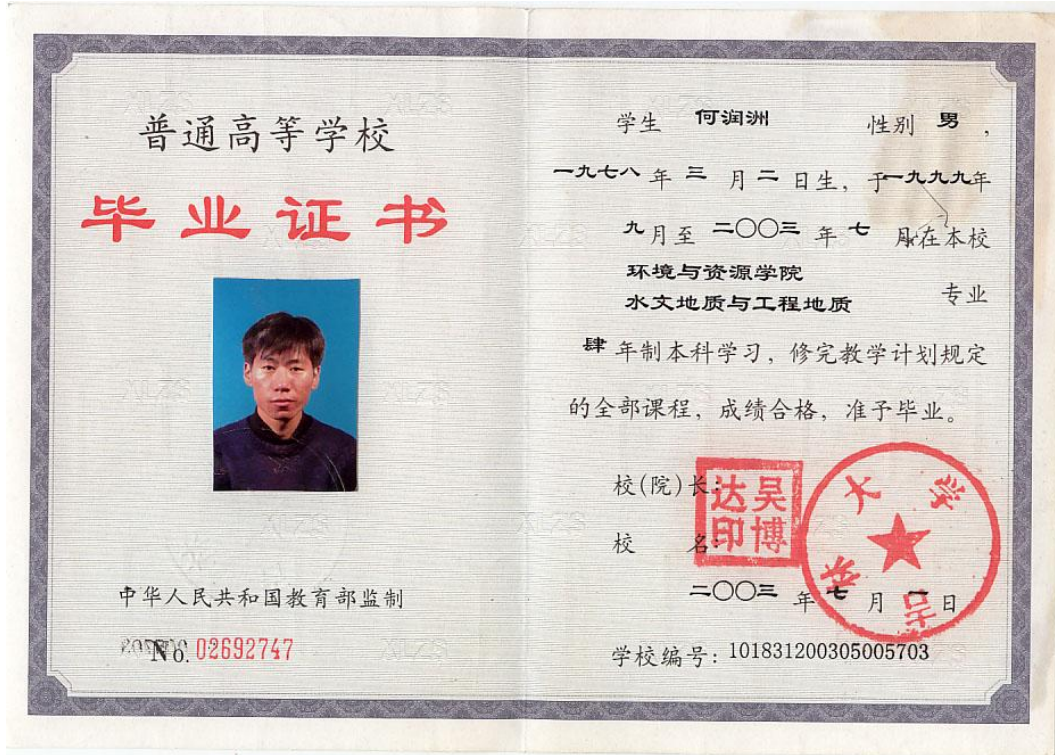 普通高等学校
毕业证书
中华人民共和国教育部监制
No. 02692747
学生 何润洲 性别 男,
一九七八年三月二日生, 于一九九九年
九月至二〇〇三年七月在本校
环境与资源学院
水文地质与工程地质 专业
肆年制本科学习, 修完教学计划规定
的全部课程, 成绩合格, 准予毕业。
校(院)长:
吴博
达印
校 名:
吉林大学
二〇〇三年七月一日
学校编号: 101831200305005703